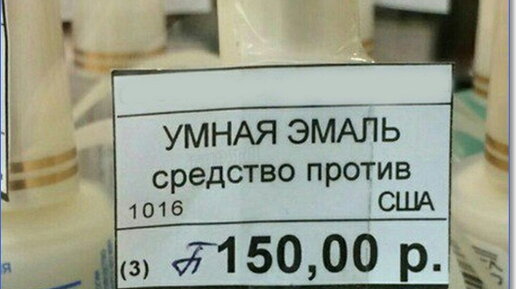 УМНАЯ ЭМАЛЬ
средство против
1016 США
(3) 150,00 р.